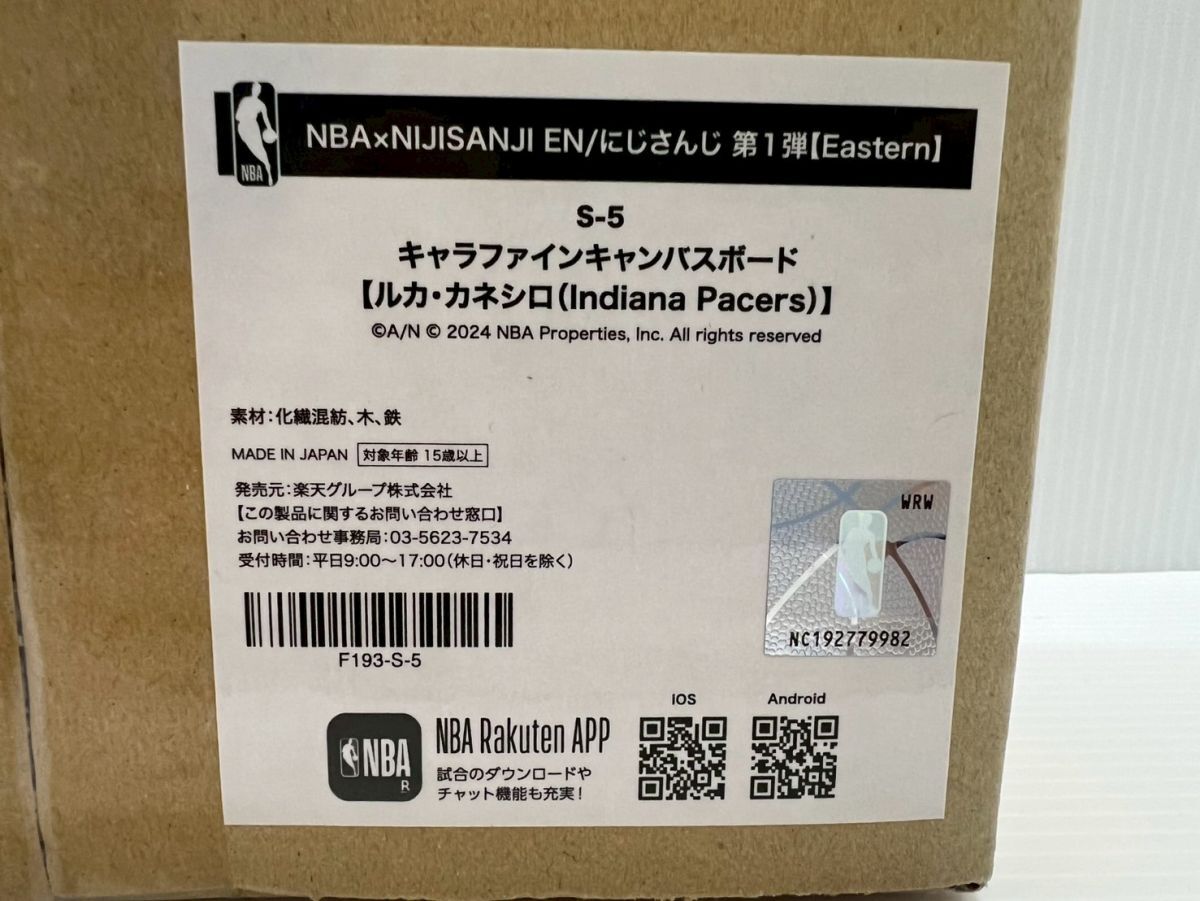 NBA
NBA×NIJISANJI EN/にじさんじ 第1弾【Eastern】
S-5
キャラファインキャンバスボード
【ルカ・カネシロ(Indiana Pacers)】
©A/N © 2024 NBA Properties, Inc. All rights reserved
素材:化繊混紡、木、鉄
MADE IN JAPAN 対象年齢 15歳以上
発売元:楽天グループ株式会社
【この製品に関するお問い合わせ窓口】
お問い合わせ事務局:03-5623-7534
受付時間:平日9:00〜17:00(休日・祝日を除く)
WRW
NC192779982
F193-S-5
NBA
R
NBA Rakuten APP
試合のダウンロードや
チャット機能も充実!
iOS
Android